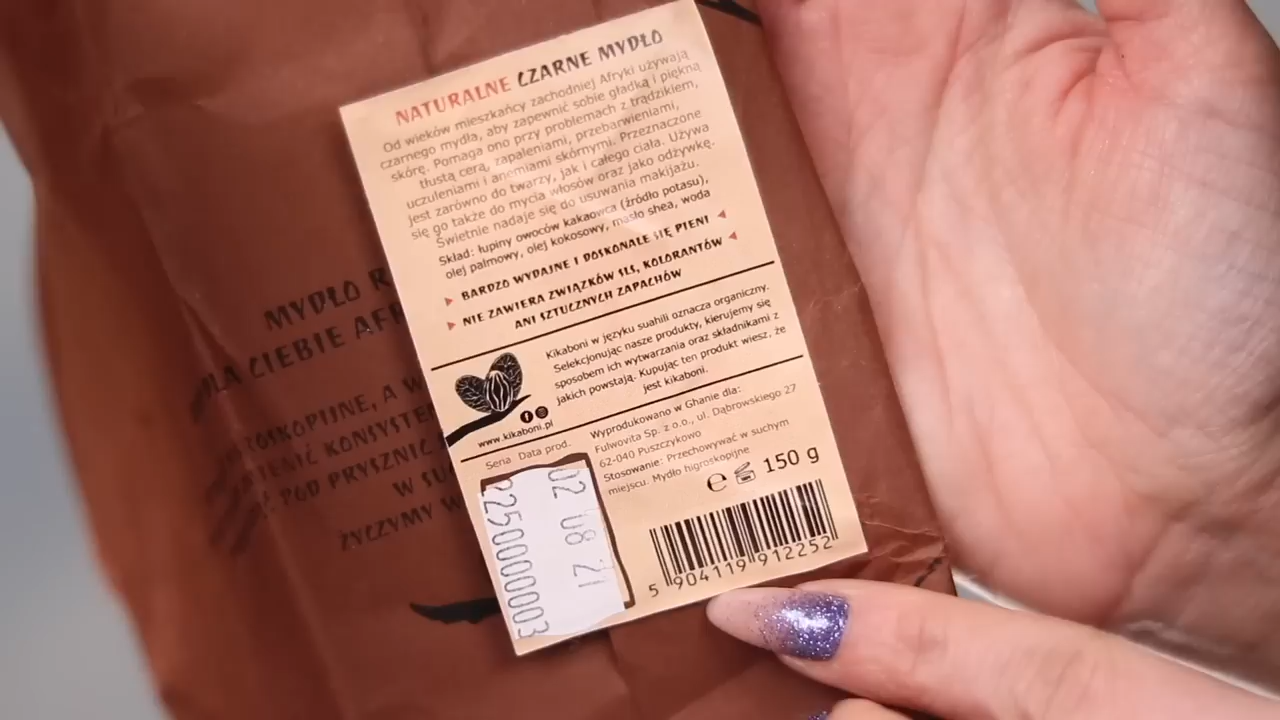 NATURALNE CZARNE MYDŁO
Od wieków mieszkańcy zachodniej Afryki używają
czarnego mydła, aby zapewnić sobie gładką i piękną
skórę. Pomaga ono przy problemach z trądzikiem,
tłustą cerą, zapaleniami, przebarwieniami,
uczuleniami i anemiami skórnymi. Przeznaczone
jest zarówno do twarzy, jak i całego ciała. Używa
się go także do mycia włosów oraz jako odżywkę.
Świetnie nadaje się do usuwania makijażu.
Skład: łupiny owoców kakaowca (źródło potasu),
olej palmowy, olej kokosowy, masło shea, woda
BARDZO WYDAJNE I DOSKONALE SIĘ PIENI
NIE ZAWIERA ZWIĄZKÓW SLS, KOLORANTÓW
ANI SZTUCZNYCH ZAPACHÓW
Kikaboni w języku suahili oznacza organiczny.
Selekcjonując nasze produkty, kierujemy się
sposobem ich wytwarzania oraz składnikami z
jakich powstają. Kupując ten produkt wiesz, że
jest kikaboni.
www.kikaboni.pl
Seria Data prod.
02 08 21
225000003
Wyprodukowano w Ghanie dla:
Fulwovita Sp. z o.o., ul. Dąbrowskiego 27
62-040 Puszczykowo
Stosowanie: Przechowywać w suchym
miejscu. Mydło higroskopijne
e 150 g
5 904119 912252
MYDŁO
CIEBIE
A W
POD PRYSZNIC
W
ŻYCZYMY